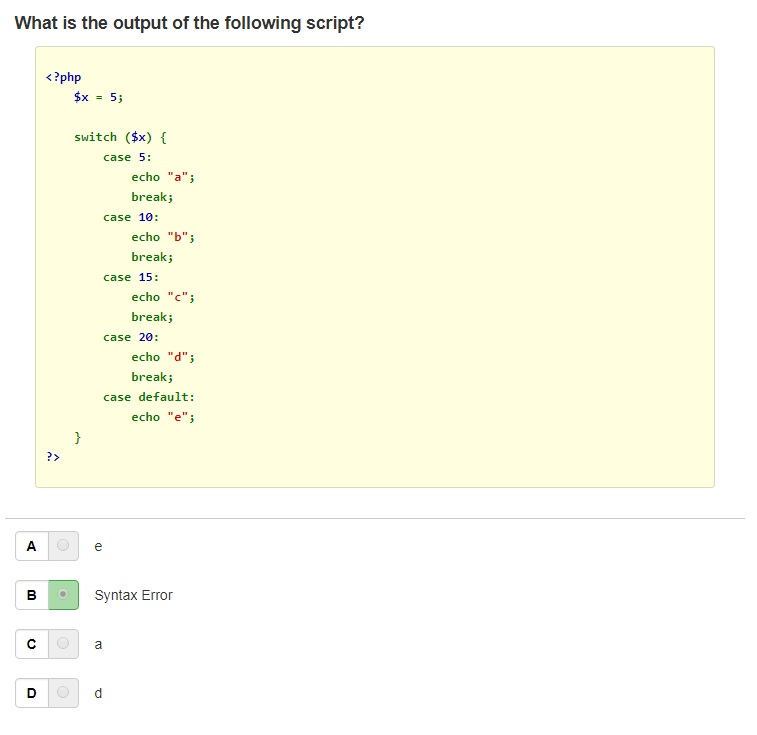 What is the output of the following script?
<?php
$x = 5;
switch ($x) {
case 5:
echo "a";
break;
case 10:
echo "b";
break;
case 15:
echo "c";
break;
case 20:
echo "d";
break;
case default:
echo "e";
}
?>
A e
B Syntax Error
C a
D d